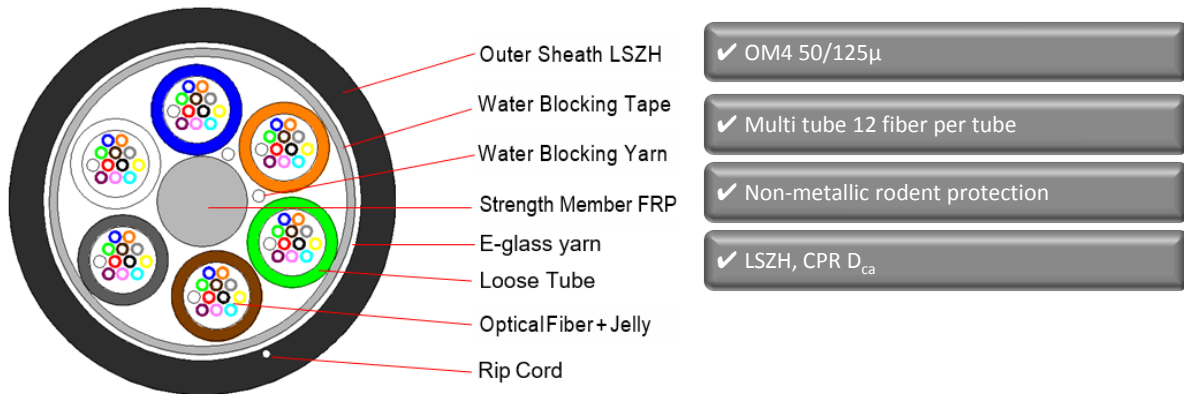 Outer Sheath LSZH
Water Blocking Tape
Water Blocking Yarn
Strength Member FRP
E-glass yarn
Loose Tube
Optical Fiber + Jelly
Rip Cord
✔ OM4 50/125µ
✔ Multi tube 12 fiber per tube
✔ Non-metallic rodent protection
✔ LSZH, CPR Dca